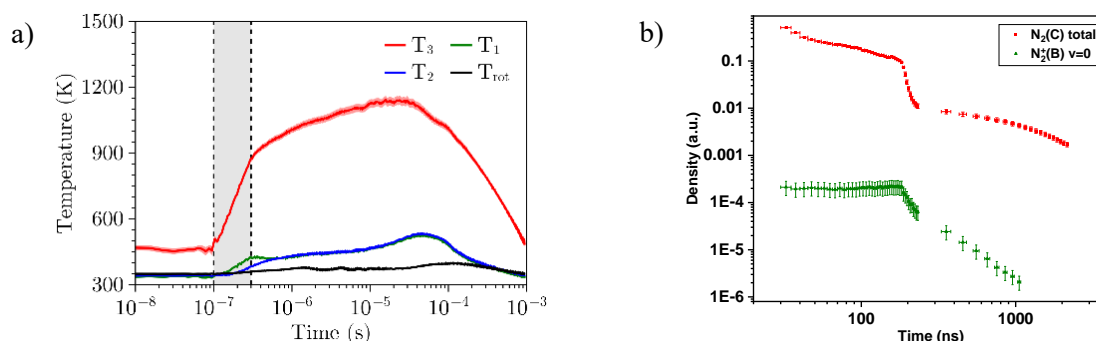 a)
1500
1200
900
600
300
Temperature (K)
T₃
T₁
T₂
Tᵣₒₜ
10⁻⁸
10⁻⁷
10⁻⁶
10⁻⁵
10⁻⁴
10⁻³
Time (s)
b)
N₂(C) total
N₂⁺(B) v=0
0.1
0.01
0.001
1E-4
1E-5
1E-6
Density (a.u.)
100
1000
Time (ns)